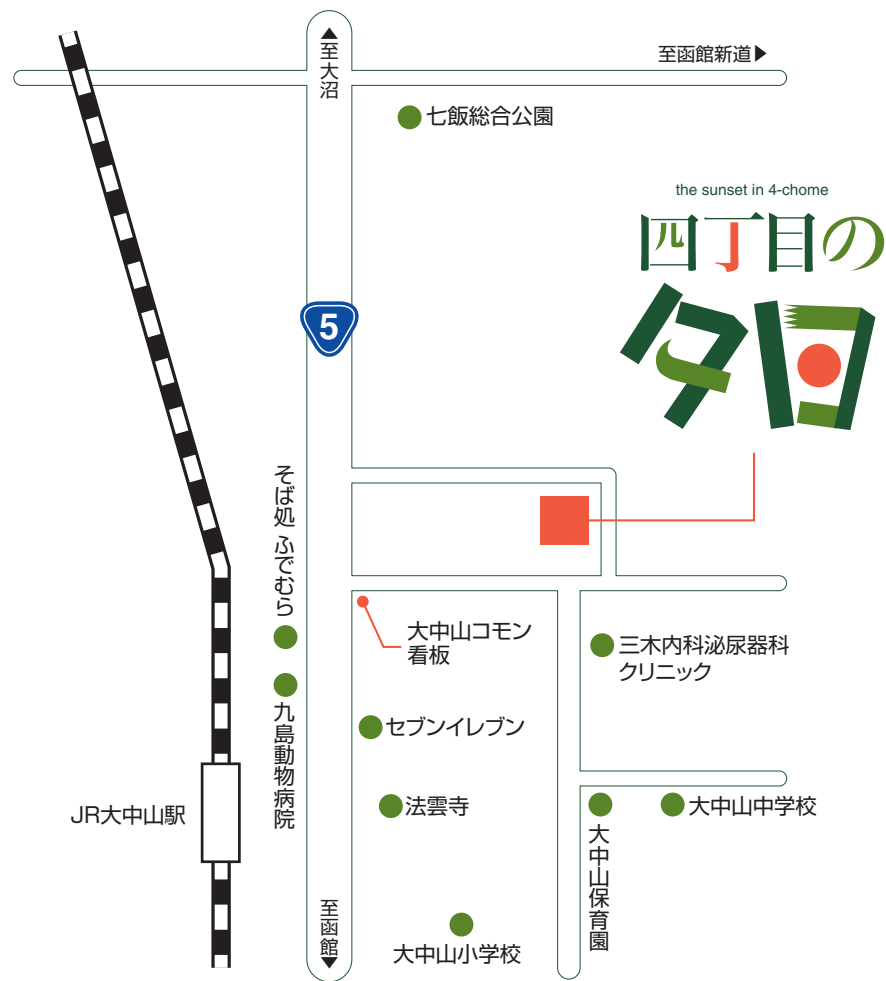 至大沼
至函館新道
七飯総合公園
the sunset in 4-chome
四丁目の
夕日
5
そば処 ふでむら
大中山コモン
看板
三木内科泌尿器科
クリニック
九島動物病院
セブンイレブン
JR大中山駅
法雲寺
大中山保育園
大中山中学校
至函館
大中山小学校